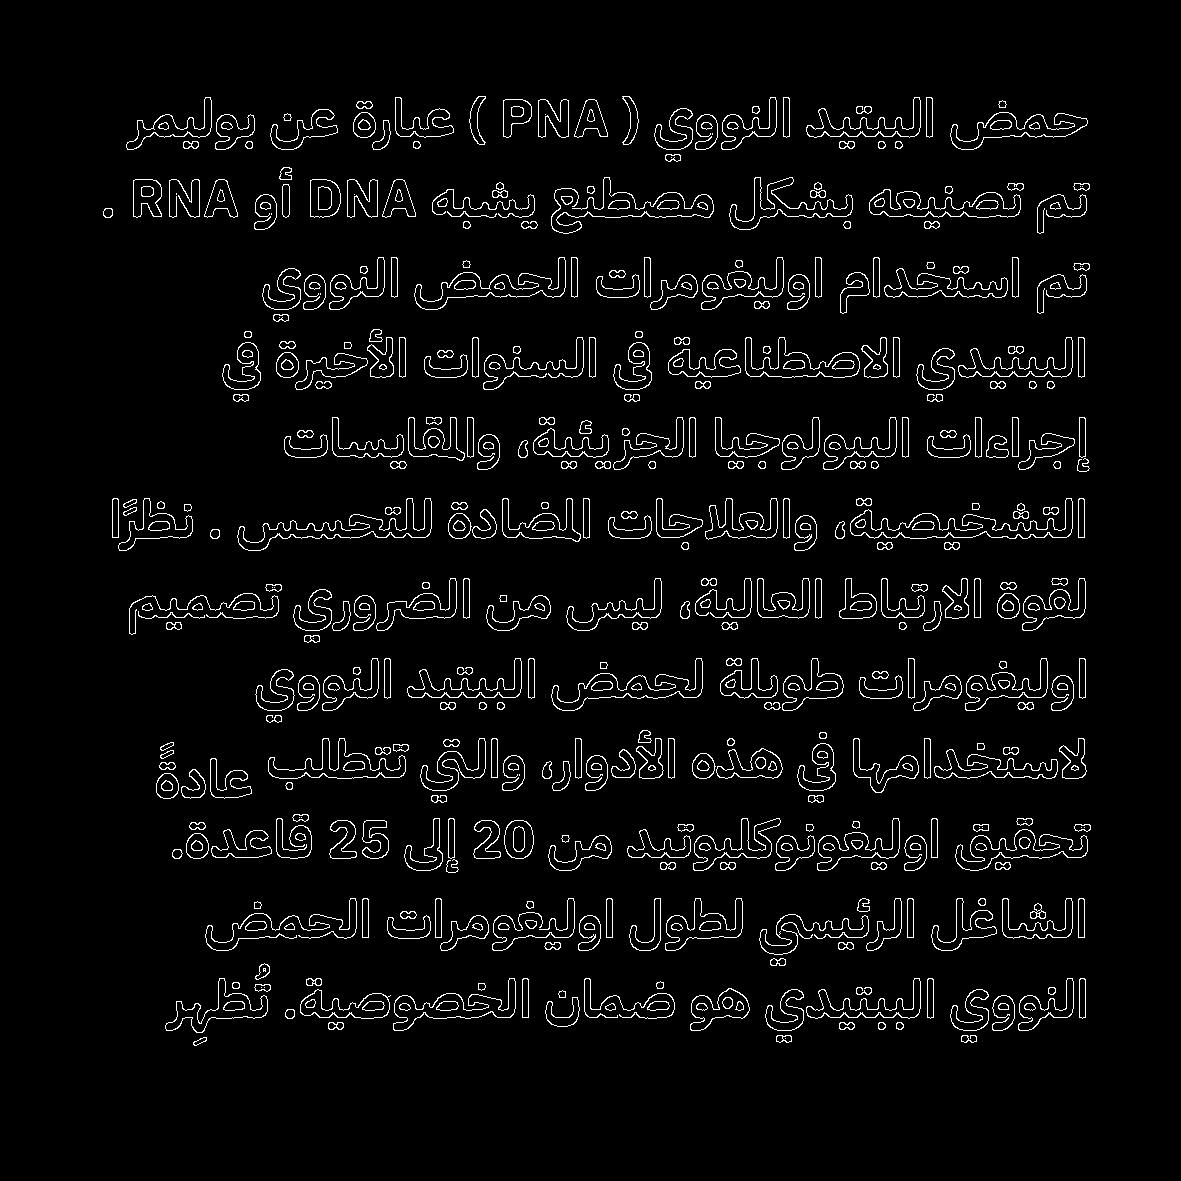 حمض الببتيد النووي ( PNA ) عبارة عن بوليمر
تم تصنيعه بشكل مصطنع يشبه DNA أو RNA .
تم استخدام اوليغومرات الحمض النووي
الببتيدي الاصطناعية في السنوات الأخيرة في
إجراءات البيولوجيا الجزيئية، والمقايسات
التشخيصية، والعلاجات المضادة للتحسس . نظرًا
لقوة الارتباط العالية، ليس من الضروري تصميم
اوليغومرات طويلة لحمض الببتيد النووي
لاستخدامها في هذه الأدوار، والتي تتطلب عادةً
تحقيق اوليغونوكليوتيد من 20 إلى 25 قاعدة.
الشاغل الرئيسي لطول اوليغومرات الحمض
النووي الببتيدي هو ضمان الخصوصية. تُظهِر